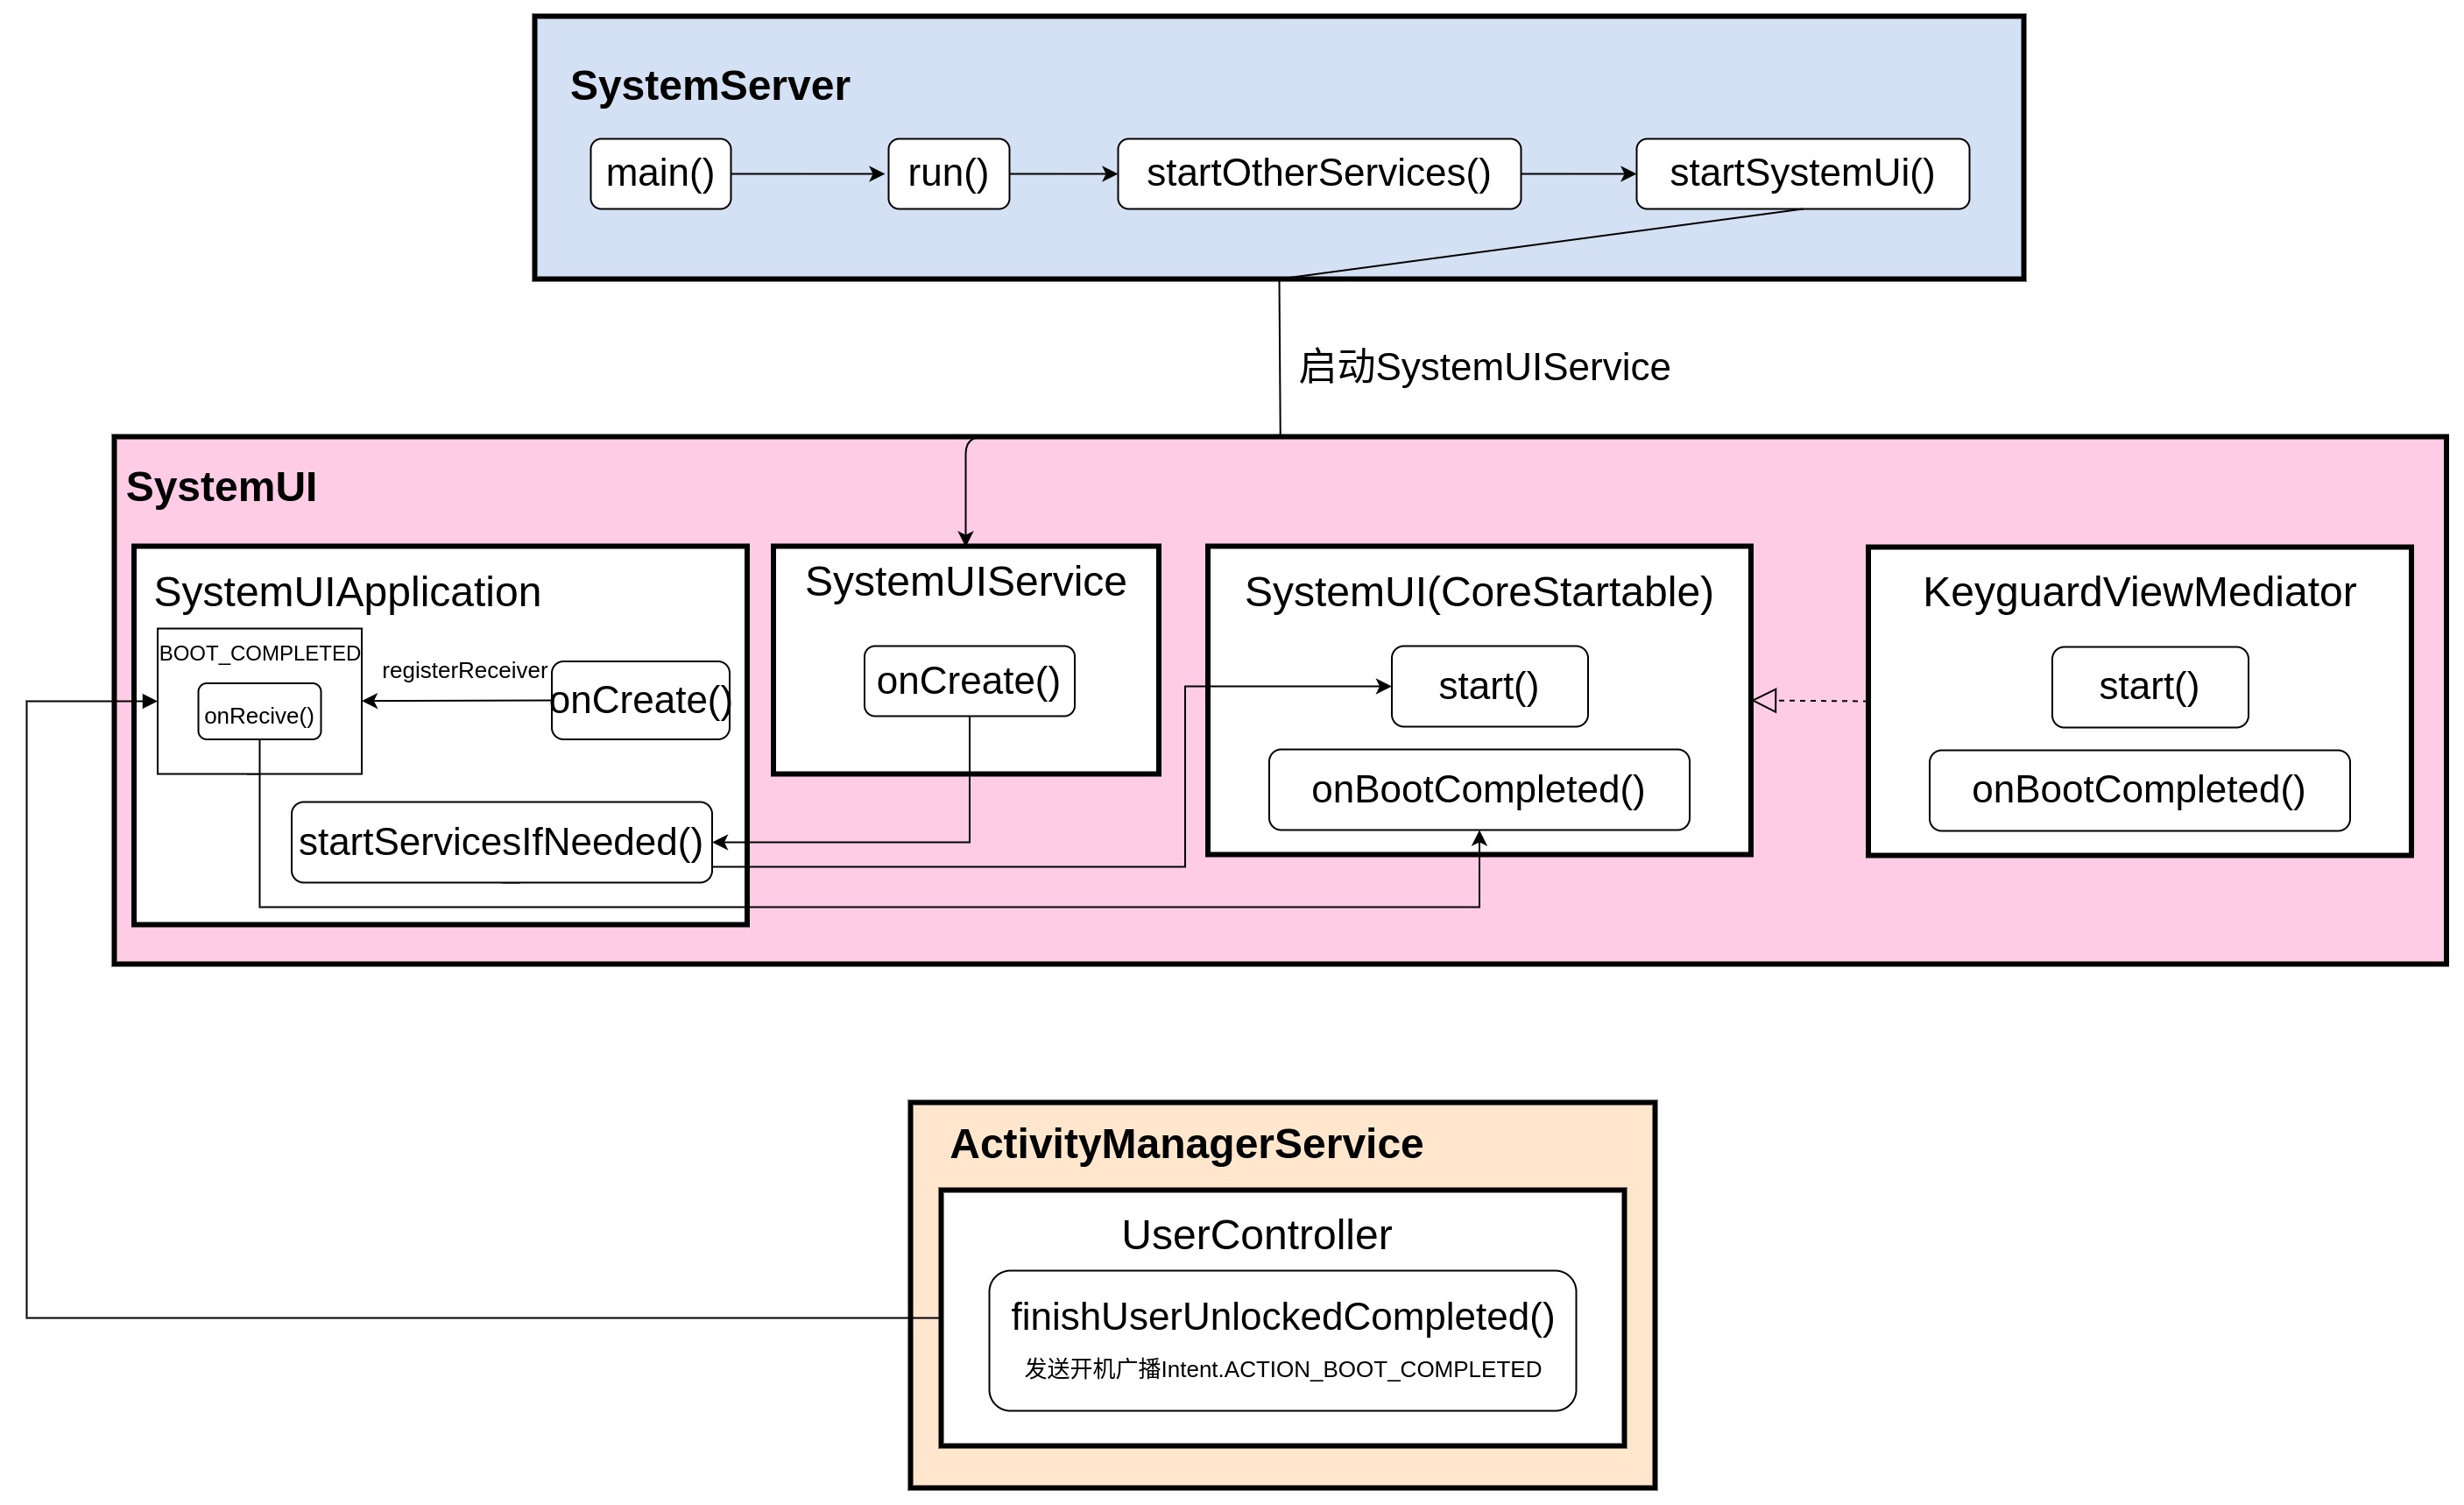 SystemServer
main()
run()
startOtherServices()
startSystemUi()
启动SystemUIService
SystemUI
SystemUIApplication
BOOT_COMPLETED
onRecive()
registerReceiver
onCreate()
startServicesIfNeeded()
SystemUIService
onCreate()
SystemUI(CoreStartable)
start()
onBootCompleted()
KeyguardViewMediator
start()
onBootCompleted()
ActivityManagerService
UserController
finishUserUnlockedCompleted()
发送开机广播Intent.ACTION_BOOT_COMPLETED